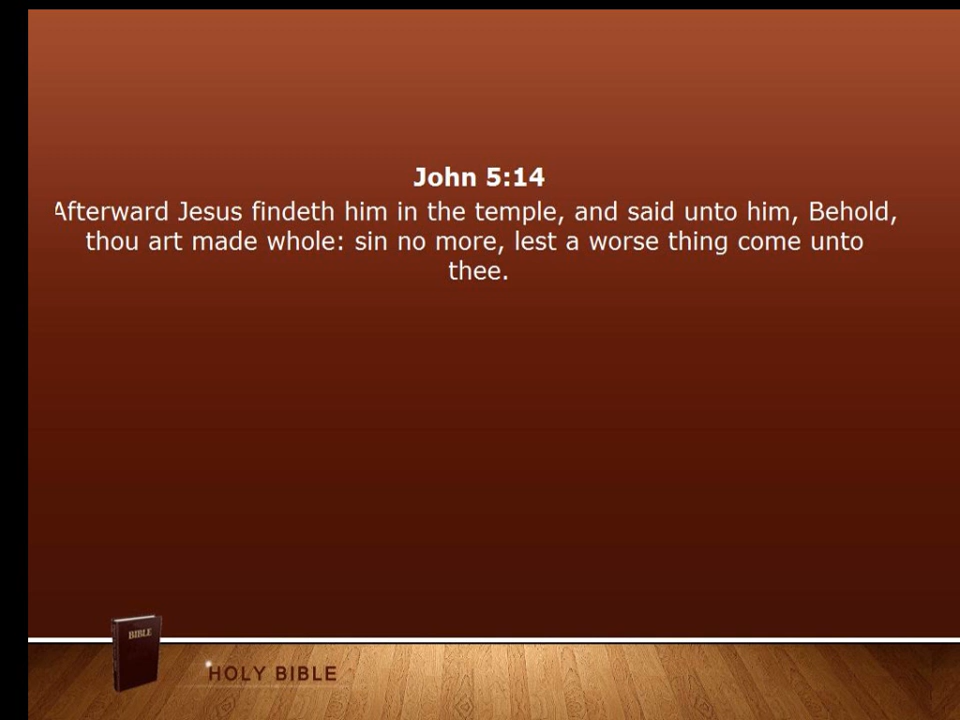 John 5:14
Afterward Jesus findeth him in the temple, and said unto him, Behold,
thou art made whole: sin no more, lest a worse thing come unto
thee.
BIBLE
HOLY BIBLE